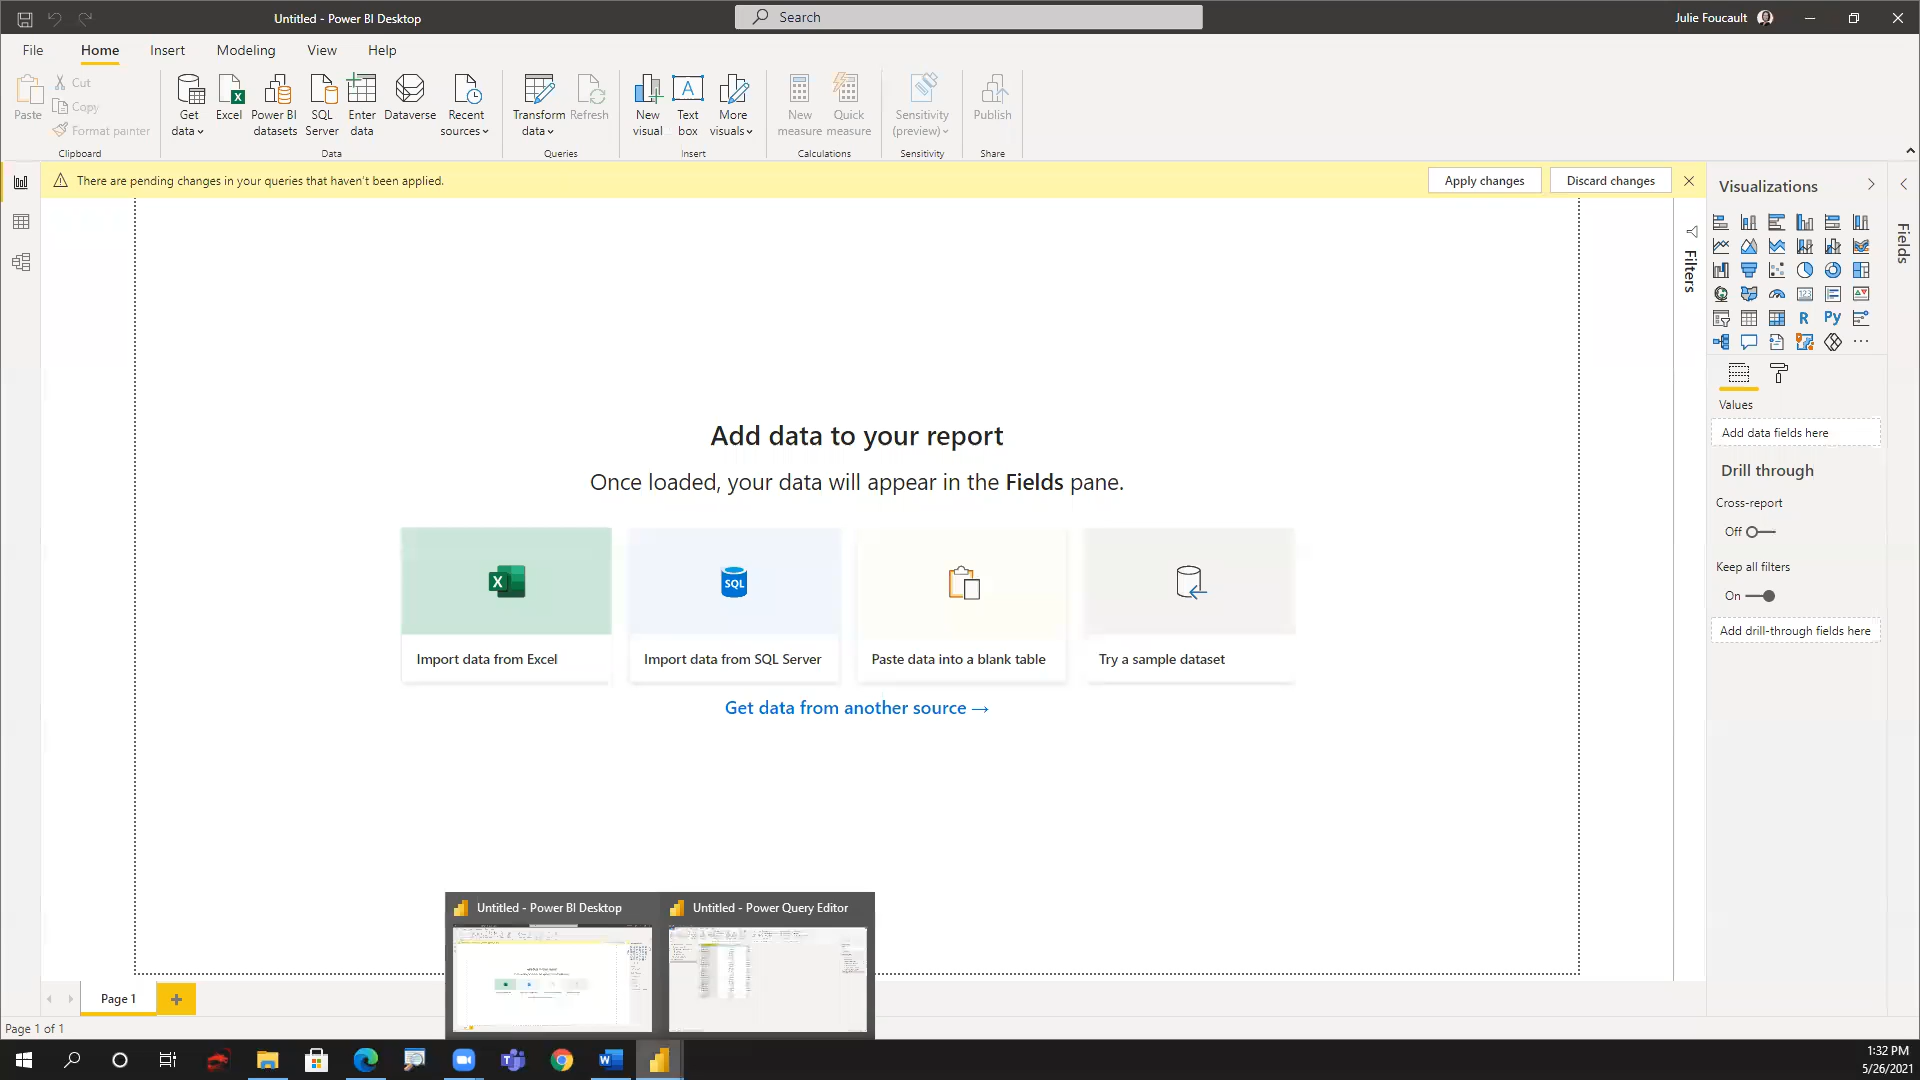 Untitled - Power BI Desktop
Search
Julie Foucault
File
Home
Insert
Modeling
View
Help
Paste
Cut
Copy
Format painter
Clipboard
Get data
Excel
Power BI datasets
SQL Server
Enter data
Dataverse
Recent sources
Data
Transform data
Refresh
Queries
New visual
A
Text box
More visuals
Insert
New measure
Quick measure
Calculations
Sensitivity (preview)
Sensitivity
Publish
Share
There are pending changes in your queries that haven't been applied.
Apply changes
Discard changes
Filters
Visualizations
Fields
123
R
Py
Values
Add data fields here
Drill through
Cross-report
Off
Keep all filters
On
Add drill-through fields here
Add data to your report
Once loaded, your data will appear in the Fields pane.
X
SQL
Import data from Excel
Import data from SQL Server
Paste data into a blank table
Try a sample dataset
Get data from another source →
Untitled - Power BI Desktop
Untitled - Power Query Editor
Page 1
Page 1 of 1
1:32 PM
5/26/2021